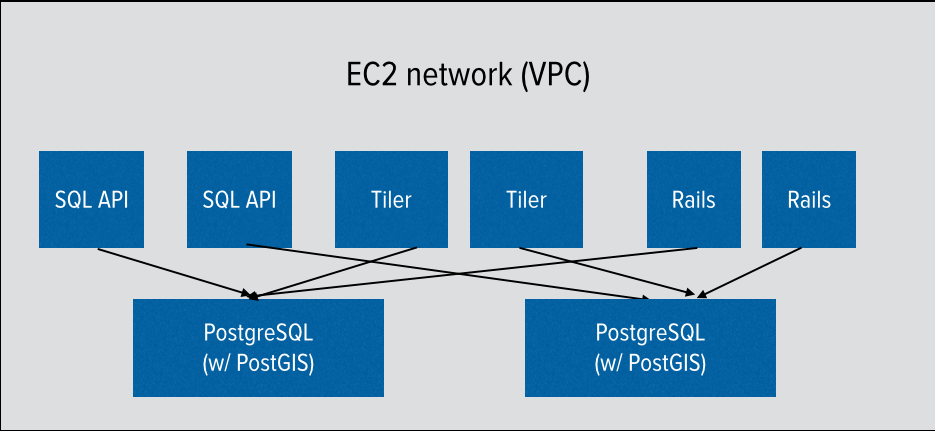 EC2 network (VPC)
SQL API
SQL API
Tiler
Tiler
Rails
Rails
PostgreSQL
(w/ PostGIS)
PostgreSQL
(w/ PostGIS)